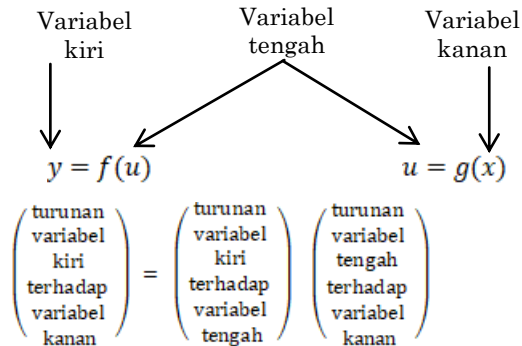 Variabel
kiri
Variabel
tengah
Variabel
kanan
y = f(u)
u = g(x)
(turunan
variabel
kiri
terhadap
variabel
kanan)
=
(turunan
variabel
kiri
terhadap
variabel
tengah)
(turunan
variabel
tengah
terhadap
variabel
kanan)